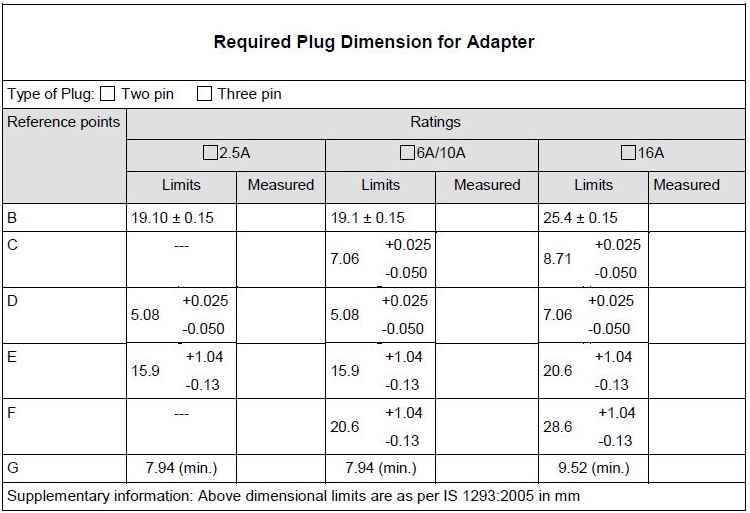 Required Plug Dimension for Adapter
Type of Plug: ☐ Two pin ☐ Three pin
Reference points Ratings
☐2.5A ☐6A/10A ☐16A
Limits Measured Limits Measured Limits Measured
B 19.10 ± 0.15 19.1 ± 0.15 25.4 ± 0.15
C --- 7.06 +0.025 -0.050 8.71 +0.025 -0.050
D 5.08 +0.025 -0.050 5.08 +0.025 -0.050 7.06 +0.025 -0.050
E 15.9 +1.04 -0.13 15.9 +1.04 -0.13 20.6 +1.04 -0.13
F --- 20.6 +1.04 -0.13 28.6 +1.04 -0.13
G 7.94 (min.) 7.94 (min.) 9.52 (min.)
Supplementary information: Above dimensional limits are as per IS 1293:2005 in mm